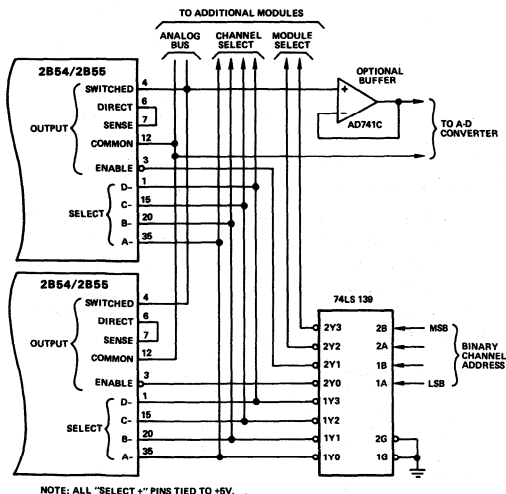 TO ADDITIONAL MODULES
ANALOG BUS
CHANNEL SELECT
MODULE SELECT
2B54/2B55
SWITCHED 4
DIRECT 6
SENSE 7
OUTPUT
COMMON 12
ENABLE 3
D- 1
C- 15
SELECT
B- 20
A- 35
OPTIONAL BUFFER
+
−
AD741C
TO A-D CONVERTER
2B54/2B55
SWITCHED 4
DIRECT 6
SENSE 7
OUTPUT
COMMON 12
ENABLE 3
D- 1
C- 15
SELECT
B- 20
A- 35
74LS 139
2Y3 2B MSB
2Y2 2A
2Y1 1B
2Y0 1A LSB
1Y3
1Y2
1Y1 2G
1Y0 1G
BINARY CHANNEL ADDRESS
NOTE: ALL "SELECT +" PINS TIED TO +5V.